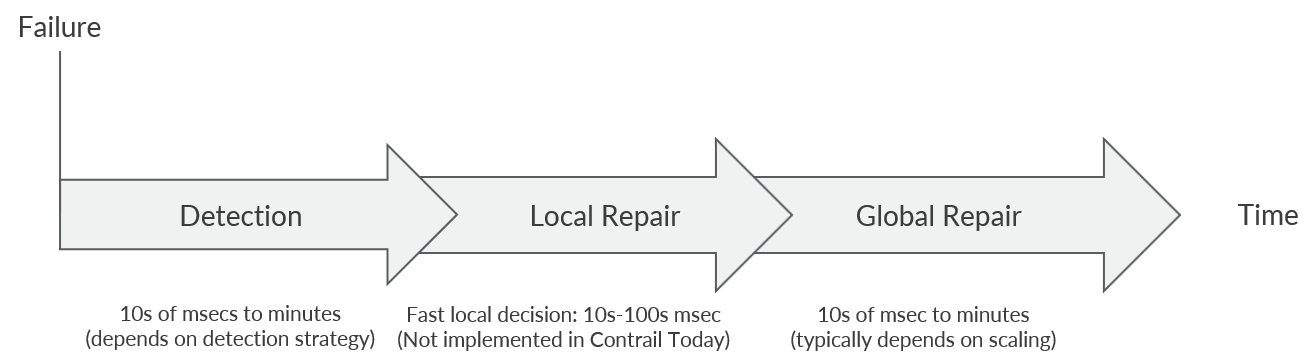 Failure
Detection
Local Repair
Global Repair
Time
10s of msecs to minutes
(depends on detection strategy)
Fast local decision: 10s-100s msec
(Not implemented in Contrail Today)
10s of msec to minutes
(typically depends on scaling)